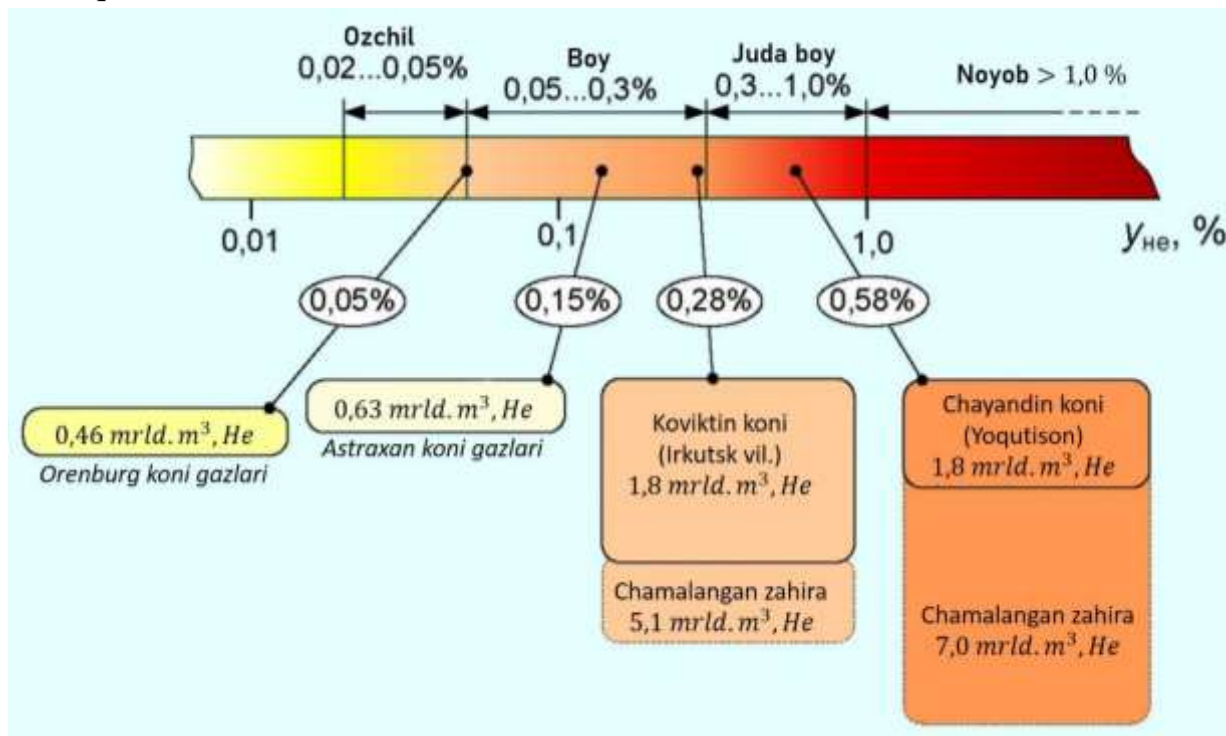 Ozchil
0,02...0,05%
Boy
0,05...0,3%
Juda boy
0,3...1,0%
Noyob > 1,0 %
0,01
0,1
1,0
yHe, %
0,05%
0,15%
0,28%
0,58%
0,46 mrld. m³, He
Orenburg koni gazlari
0,63 mrld. m³, He
Astraxan koni gazlari
Koviktin koni
(Irkutsk vil.)
1,8 mrld. m³, He
Chamalangan zahira
5,1 mrld. m³, He
Chayandin koni
(Yoqutison)
1,8 mrld. m³, He
Chamalangan zahira
7,0 mrld. m³, He